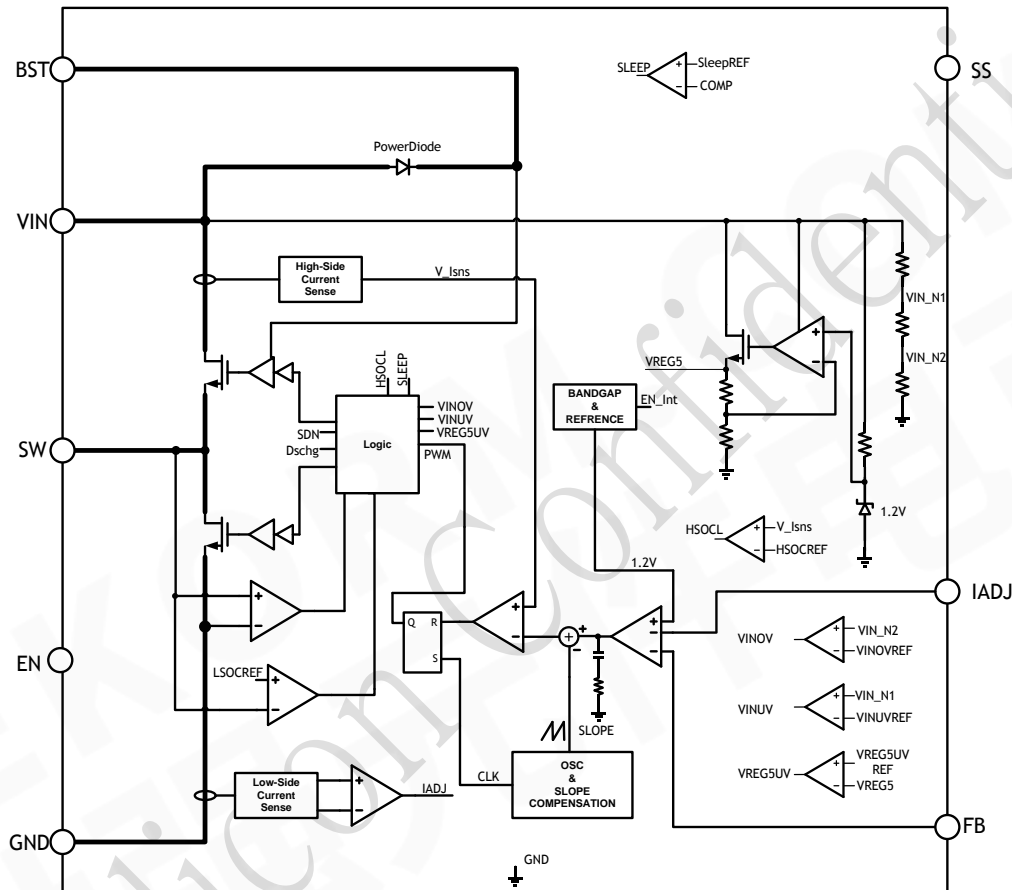 BST
SLEEP
SleepREF
COMP
SS
PowerDiode
VIN
High-Side
Current
Sense
V_Isns
VIN_N1
VIN_N2
VREG5
HSOCL
SLEEP
BANDGAP
&
REFRENCE
EN_Int
VINOV
VINUV
VREG5UV
SDN
Dschg
Logic
PWM
SW
1.2V
HSOCL
V_Isns
HSOCREF
1.2V
IADJ
Q
R
S
VINOV
VIN_N2
VINOVREF
EN
LSOCREF
VINUV
VIN_N1
VINUVREF
SLOPE
VREG5UV
VREG5UV
REF
VREG5
CLK
OSC
&
SLOPE
COMPENSATION
Low-Side
Current
Sense
IADJ
FB
GND
GND
Confidenti